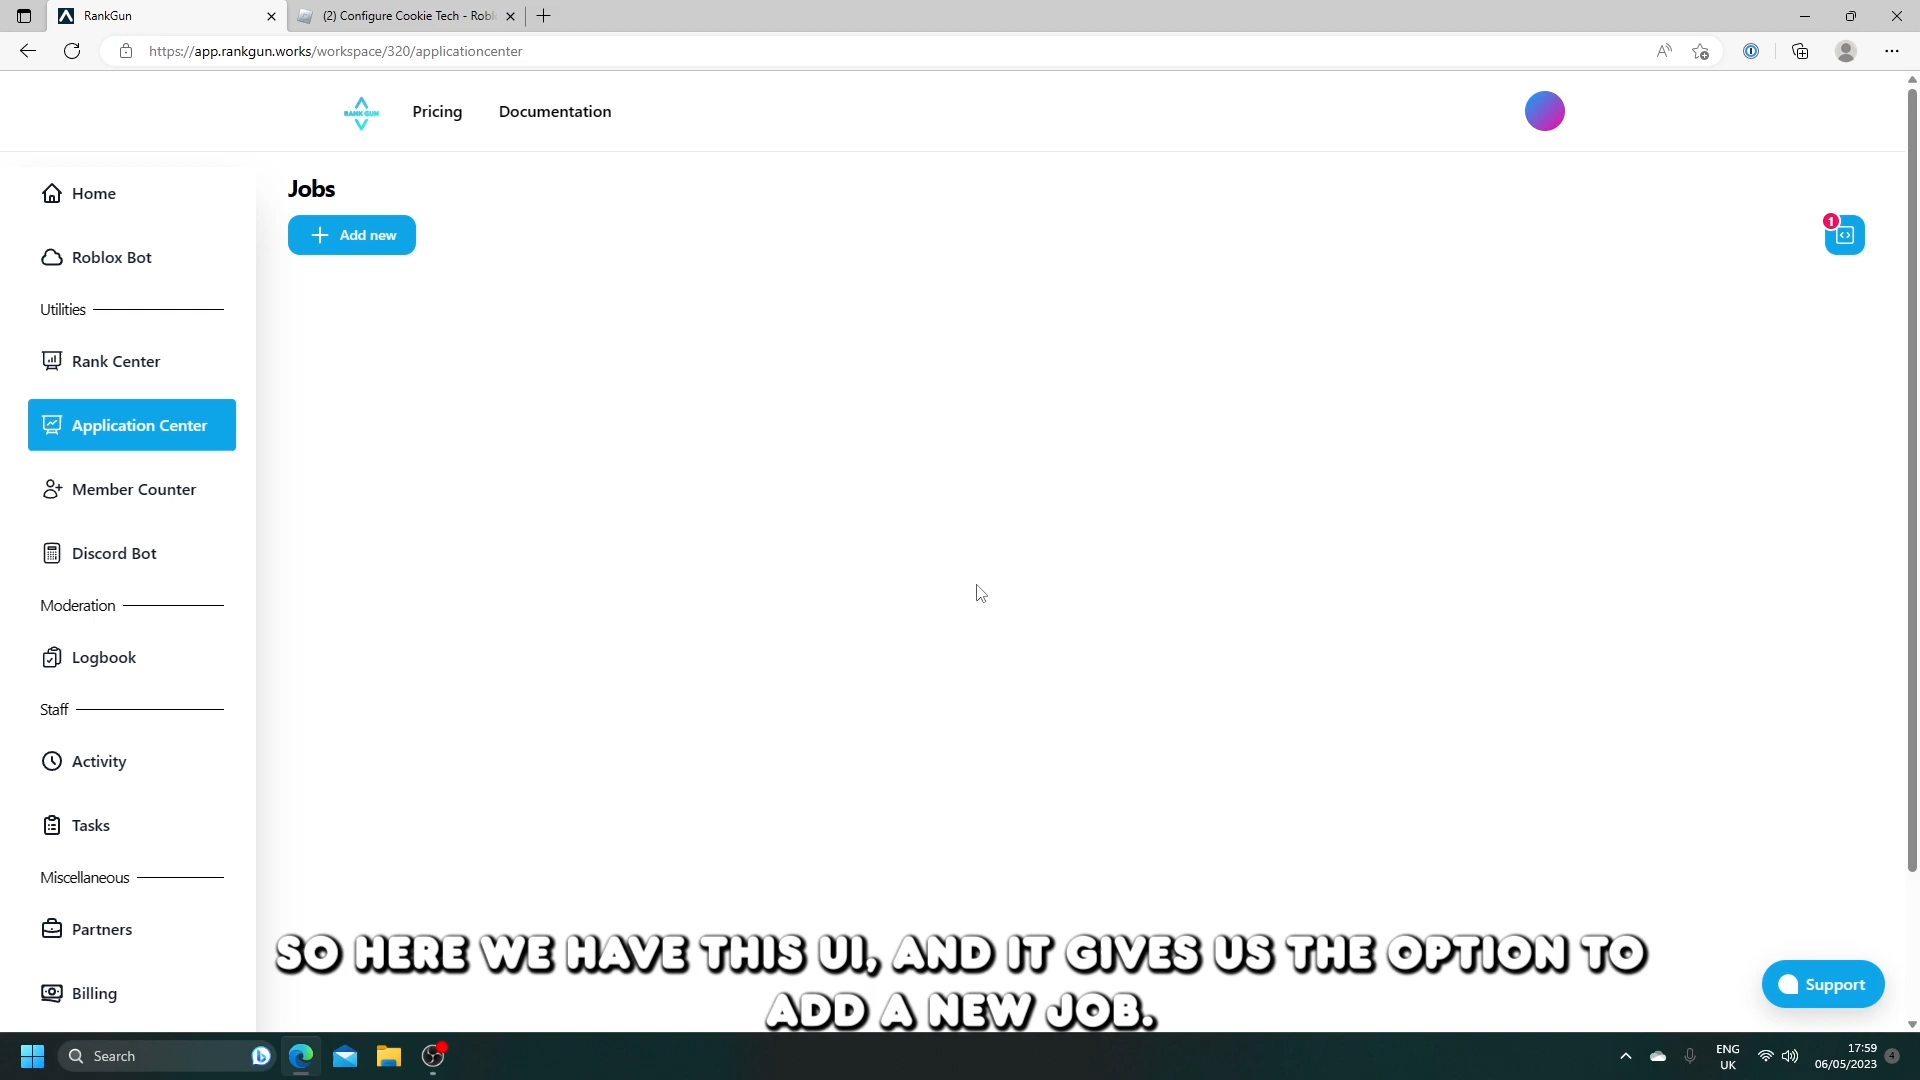 RankGun
(2) Configure Cookie Tech - Robl
https://app.rankgun.works/workspace/320/applicationcenter
RANK GUN
Pricing
Documentation
Home
Roblox Bot
Utilities
Rank Center
Application Center
Member Counter
Discord Bot
Moderation
Logbook
Staff
Activity
Tasks
Miscellaneous
Partners
Billing
Jobs
Add new
1
SO HERE WE HAVE THIS UI, AND IT GIVES US THE OPTION TO
ADD A NEW JOB.
Support
Search
ENG
UK
17:59
06/05/2023
4